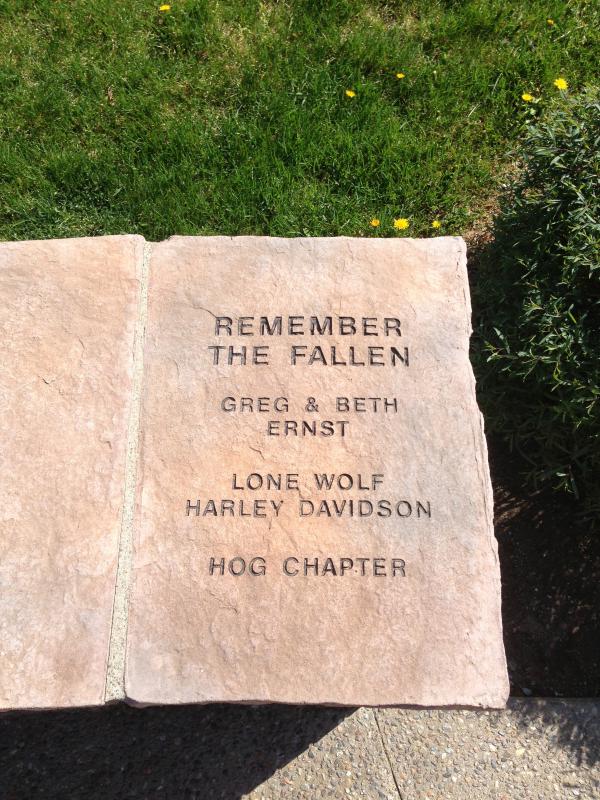 REMEMBER
THE FALLEN
GREG & BETH
ERNST
LONE WOLF
HARLEY DAVIDSON
HOG CHAPTER